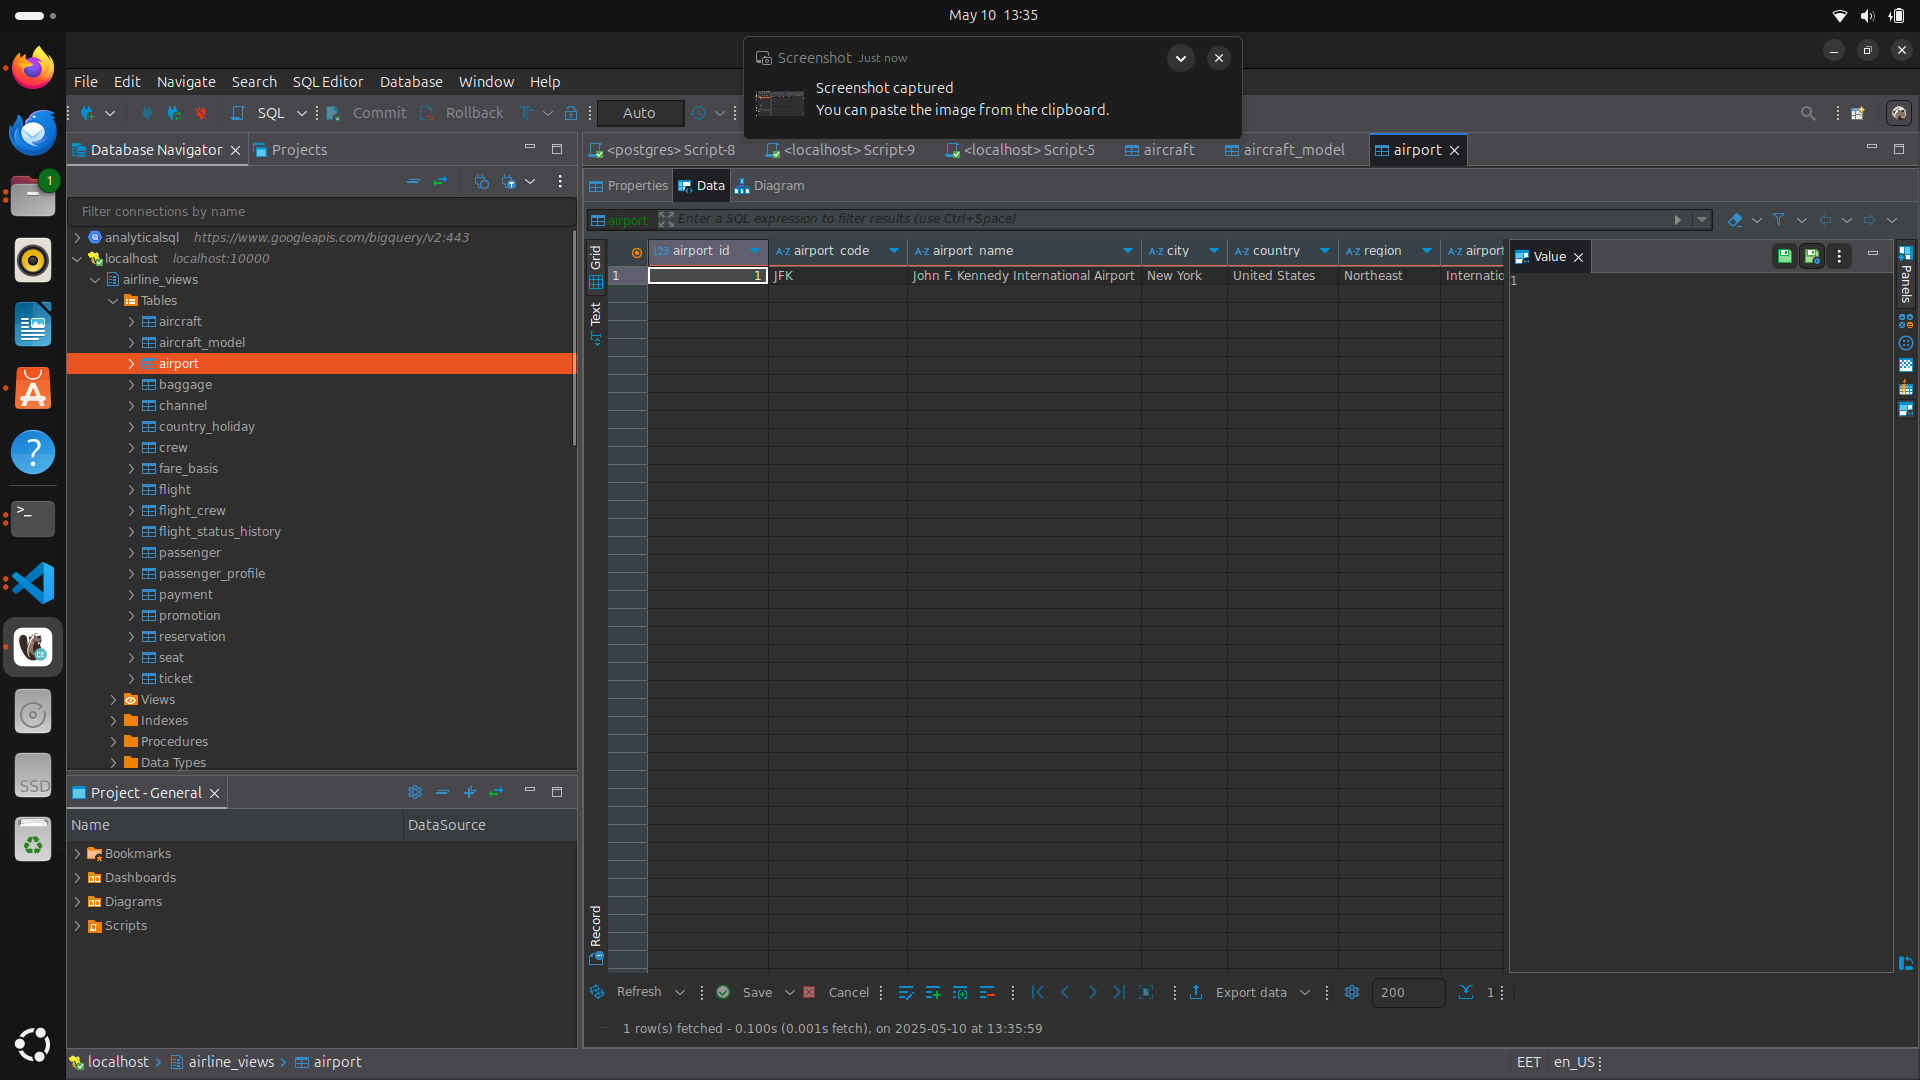 May 10 13:35
Screenshot Just now
Screenshot captured
You can paste the image from the clipboard.
File Edit Navigate Search SQL Editor Database Window Help
SQL Commit Rollback Auto
Database Navigator Projects
<postgres> Script-8 <localhost> Script-9 <localhost> Script-5 aircraft aircraft_model airport
Properties Data Diagram
Filter connections by name
airport Enter a SQL expression to filter results (use Ctrl+Space)
analyticalsql https://www.googleapis.com/bigquery/v2:443
localhost localhost:10000
airline_views
Tables
aircraft
aircraft_model
airport
baggage
channel
country_holiday
crew
fare_basis
flight
flight_crew
flight_status_history
passenger
passenger_profile
payment
promotion
reservation
seat
ticket
Views
Indexes
Procedures
Data Types
Grid
Text
Record
123 airport_id A-Z airport_code A-Z airport_name A-Z city A-Z country A-Z region A-Z airport
1 1 JFK John F. Kennedy International Airport New York United States Northeast Internatio
Value
1
Panels
1
SSD
Project - General
Name DataSource
Bookmarks
Dashboards
Diagrams
Scripts
Refresh Save Cancel Export data 200 1
1 row(s) fetched - 0.100s (0.001s fetch), on 2025-05-10 at 13:35:59
localhost airline_views airport
EET en_US